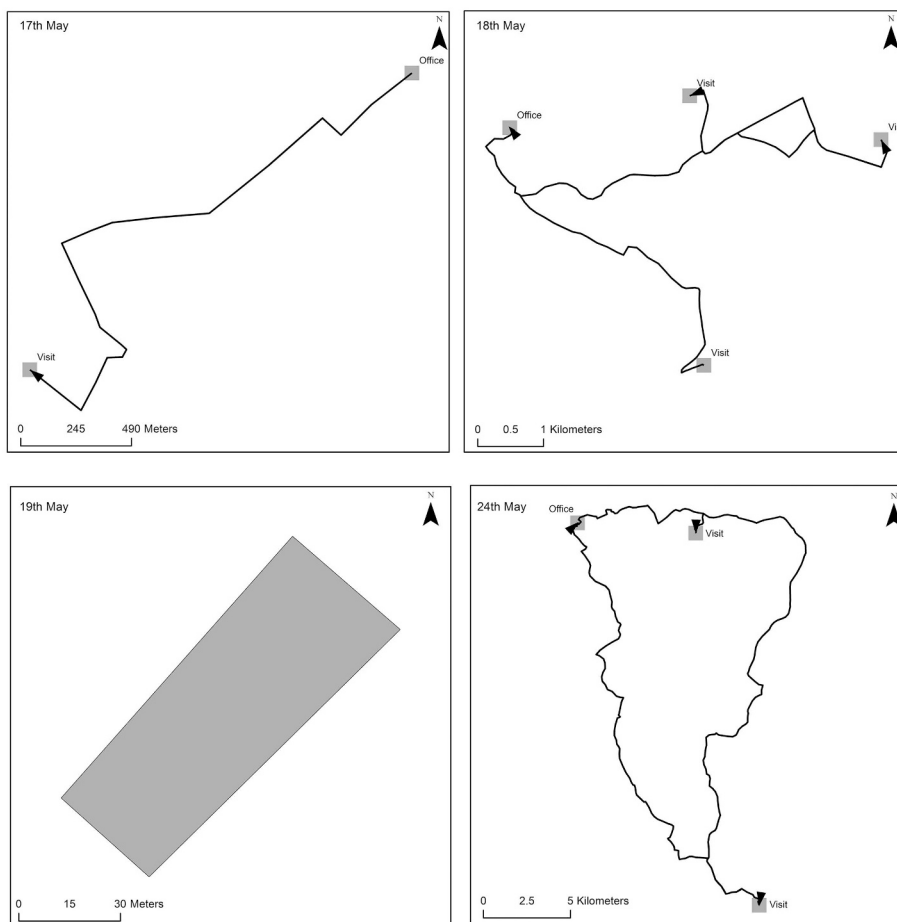 17th May
N
Office
Visit
0 245 490 Meters
18th May
N
Visit
Office
Vi
Visit
0 0.5 1 Kilometers
19th May
N
0 15 30 Meters
24th May
N
Office
Visit
Visit
0 2.5 5 Kilometers